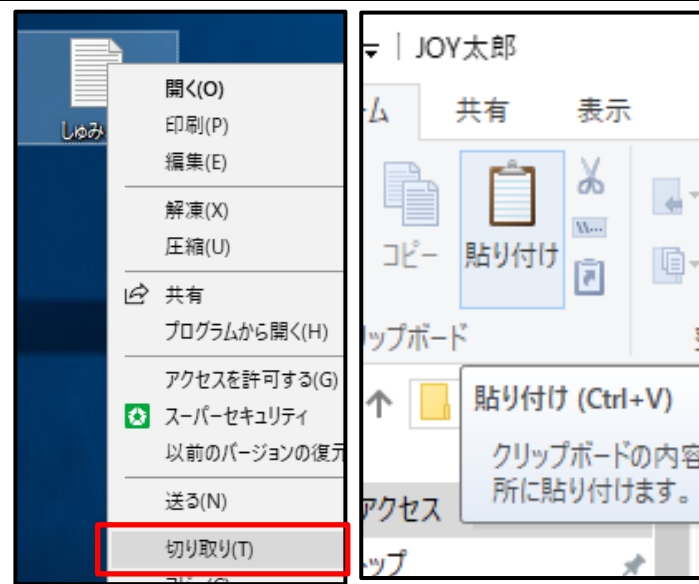 しゅみ
開く(O)
印刷(P)
編集(E)
解凍(X)
圧縮(U)
共有
プログラムから開く(H)
アクセスを許可する(G)
スーパーセキュリティ
以前のバージョンの復元
送る(N)
切り取り(T)
JOY太郎
ム 共有 表示
コピー 貼り付け
ップボード
貼り付け (Ctrl+V)
クリップボードの内容
所に貼り付けます。
アクセス
ップ